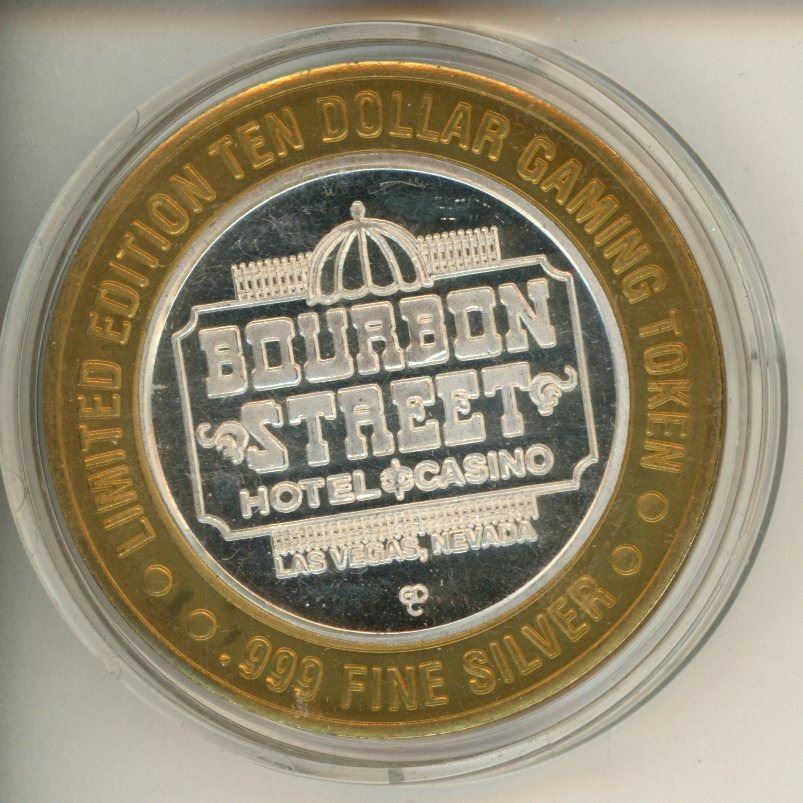 LIMITED EDITION TEN DOLLAR GAMING TOKEN
BOURBON
STREET
HOTEL & CASINO
LAS VEGAS, NEVADA
.999 FINE SILVER